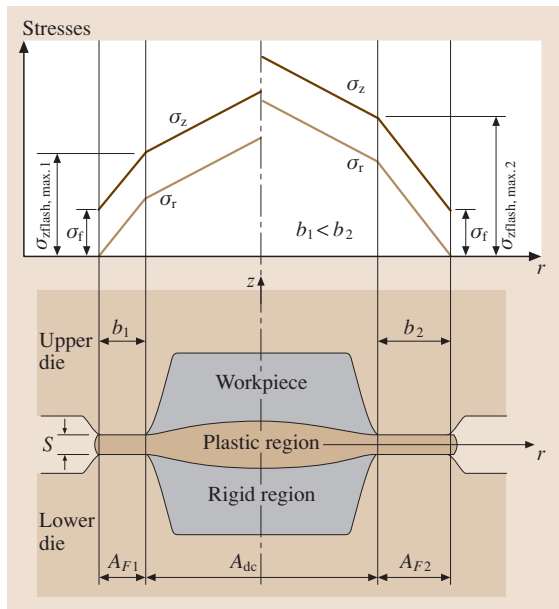 Stresses
σz
σz
σr
σr
σzflash, max.1
σf
b1 < b2
σf
σzflash, max.2
r
z
b1
b2
Upper
die
Workpiece
S
Plastic region
r
Rigid region
Lower
die
AF1
Adc
AF2